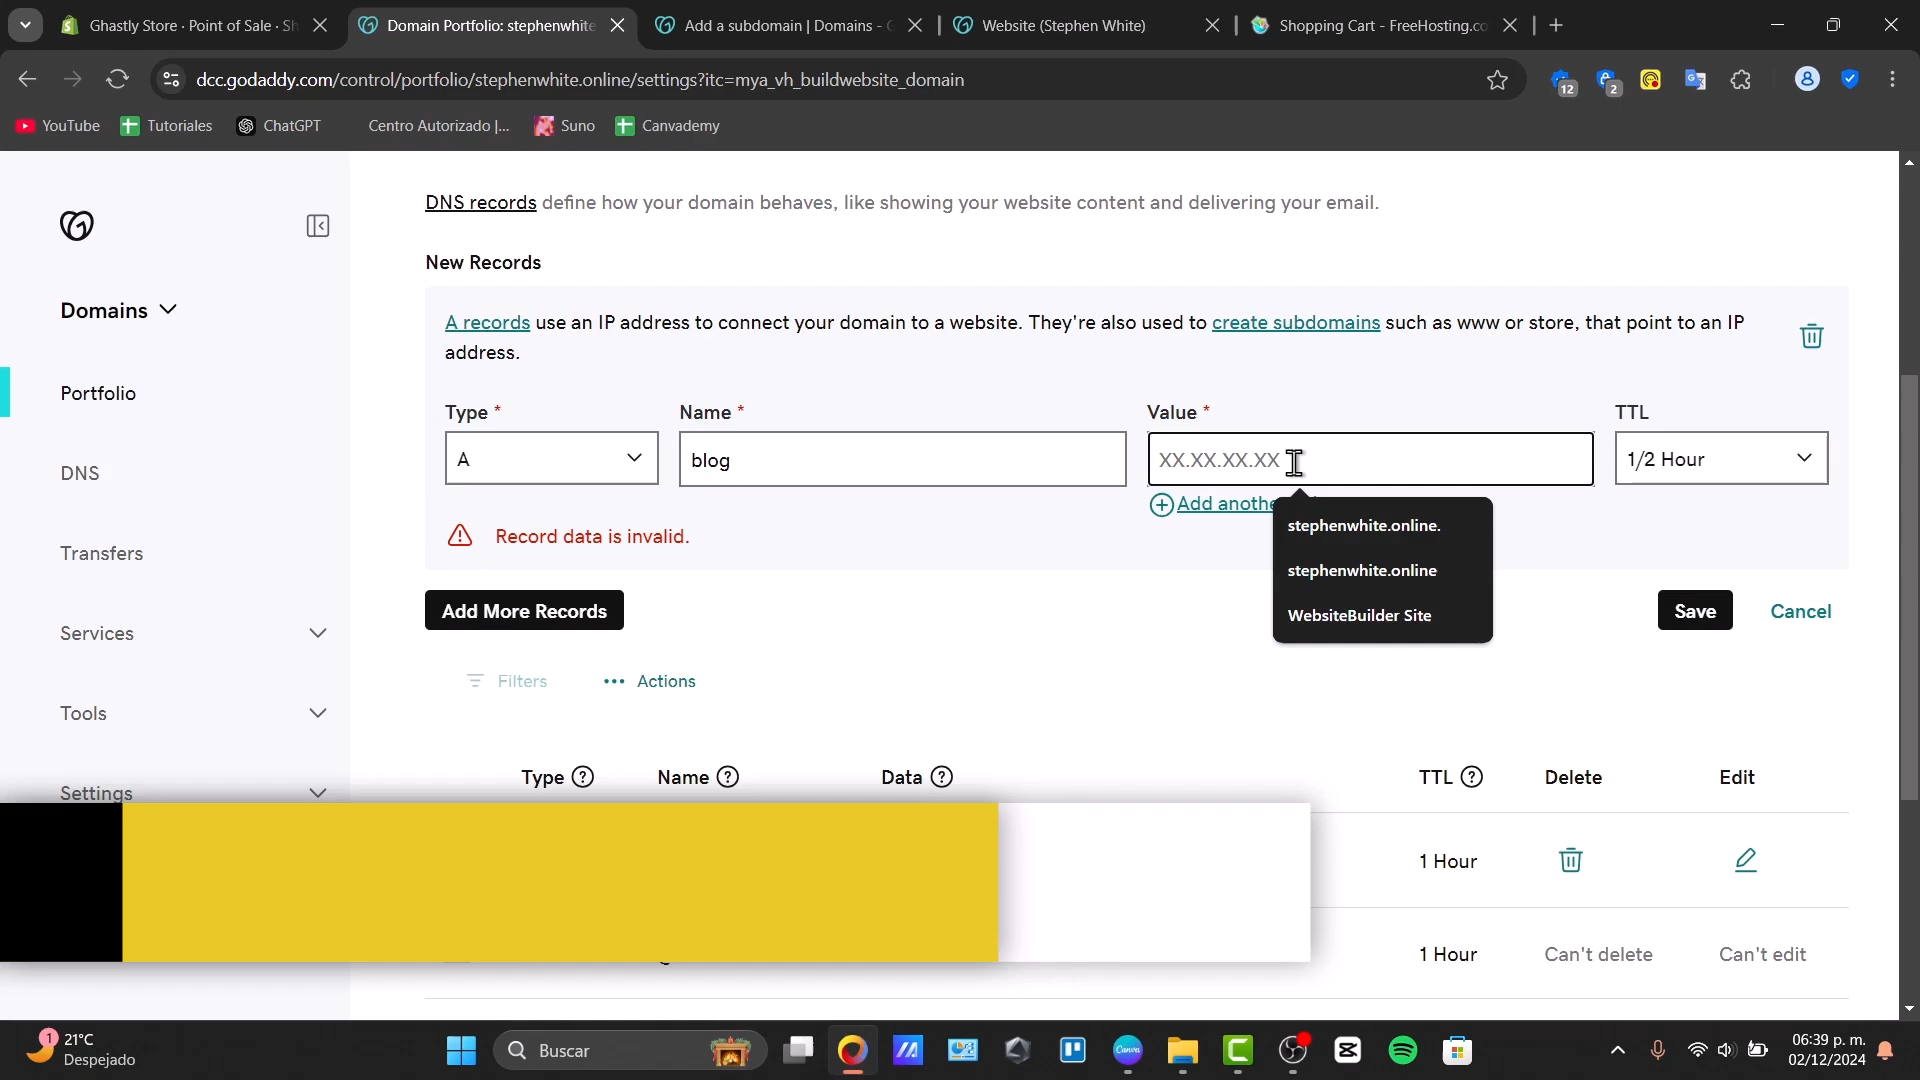 Ghastly Store · Point of Sale · Sh
Domain Portfolio: stephenwhite
Add a subdomain | Domains - G
Website (Stephen White)
Shopping Cart - FreeHosting.co
dcc.godaddy.com/control/portfolio/stephenwhite.online/settings?itc=mya_vh_buildwebsite_domain
12
2
YouTube
Tutoriales
ChatGPT
Centro Autorizado |...
Suno
Canvademy
DNS records define how your domain behaves, like showing your website content and delivering your email.
New Records
Domains
A records use an IP address to connect your domain to a website. They're also used to create subdomains such as www or store, that point to an IP
address.
Portfolio
Type *
Name *
Value *
TTL
A
blog
XX.XX.XX.XX
1/2 Hour
DNS
Add anothe
stephenwhite.online.
Record data is invalid.
Transfers
stephenwhite.online
Add More Records
WebsiteBuilder Site
Save
Cancel
Services
Filters
Actions
Tools
Type
Name
Data
TTL
Delete
Edit
Settings
1 Hour
1 Hour
Can't delete
Can't edit
1
21°C
Despejado
Buscar
Canva
06:39 p. m.
02/12/2024